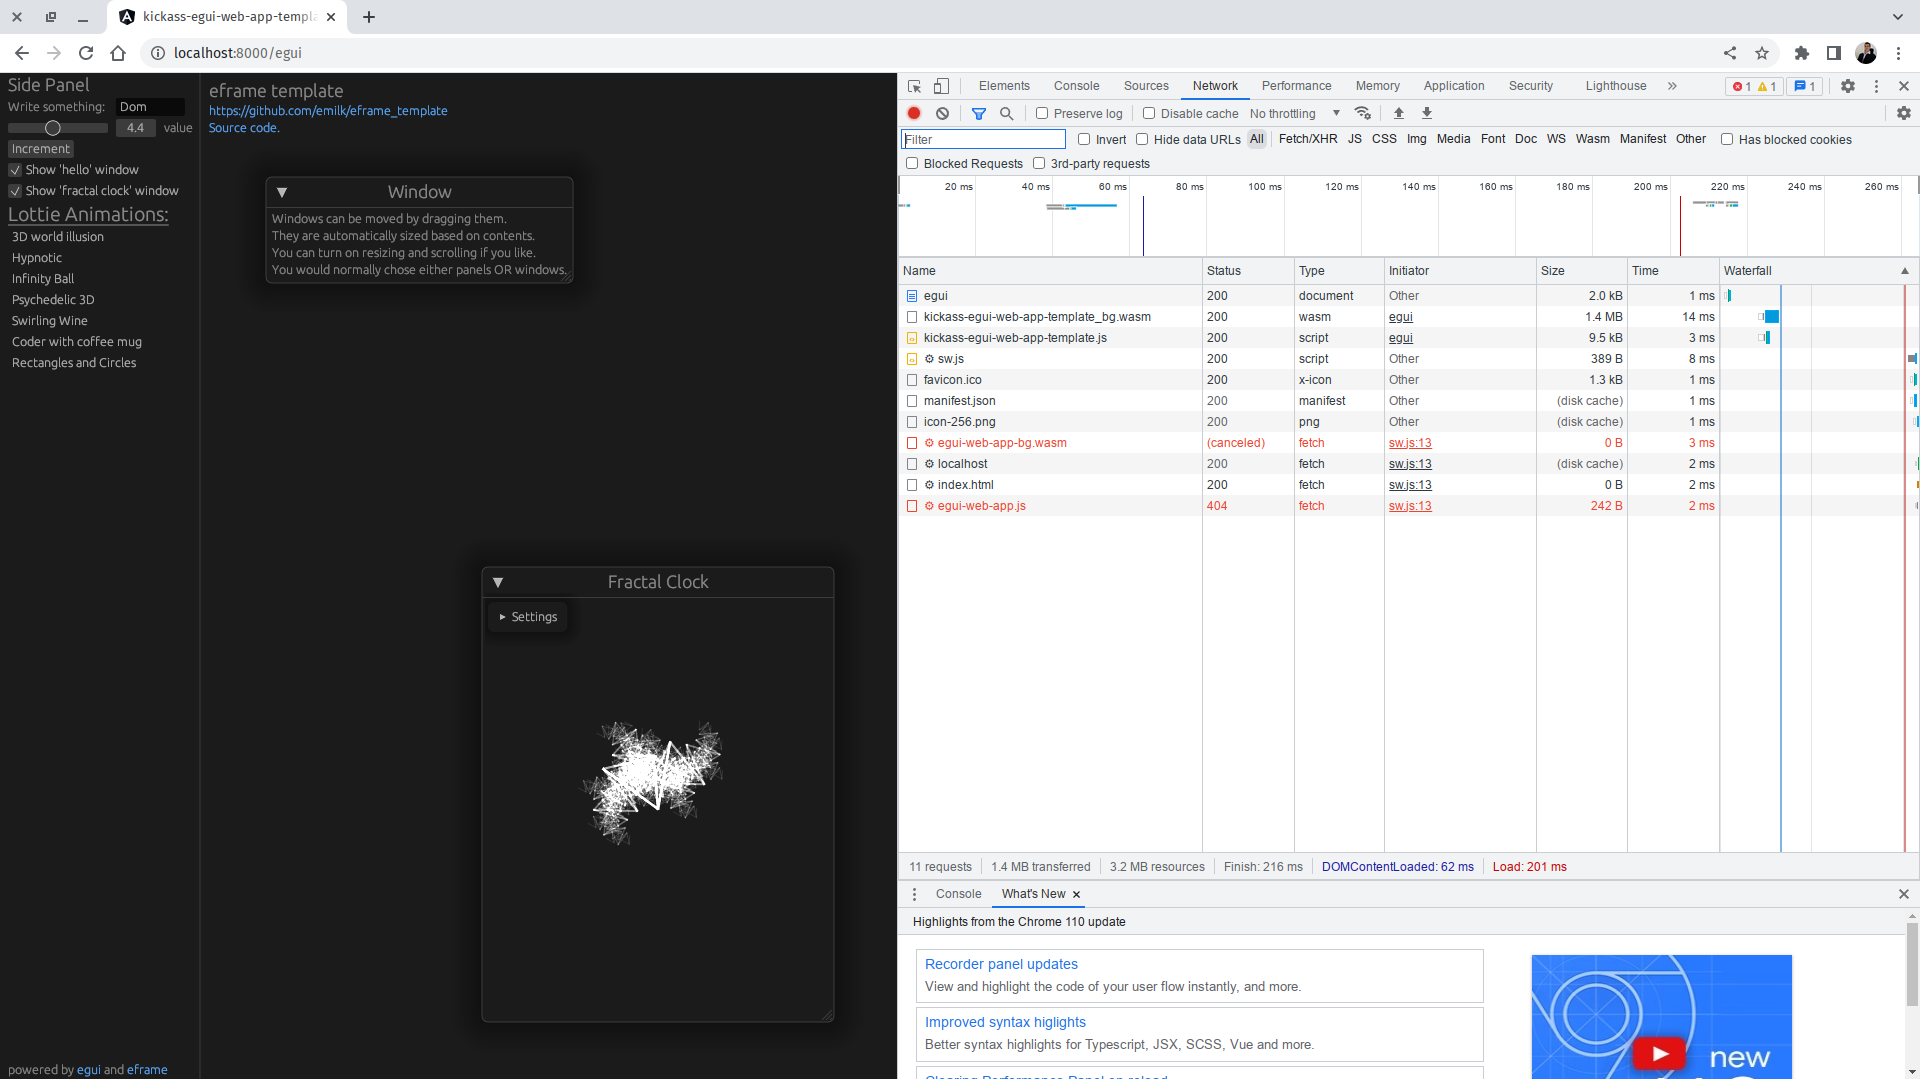 kickass-egui-web-app-templa
localhost:8000/egui
Side Panel
Write something: Dom
4.4 value
Increment
Show 'hello' window
Show 'fractal clock' window
Lottie Animations:
3D world illusion
Hypnotic
Infinity Ball
Psychedelic 3D
Swirling Wine
Coder with coffee mug
Rectangles and Circles
powered by egui and eframe
eframe template
https://github.com/emilk/eframe_template
Source code.
Window
Windows can be moved by dragging them.
They are automatically sized based on contents.
You can turn on resizing and scrolling if you like.
You would normally chose either panels OR windows.
Fractal Clock
Settings
Elements Console Sources Network Performance Memory Application Security Lighthouse 1 1 1
Preserve log Disable cache No throttling
Filter Invert Hide data URLs All Fetch/XHR JS CSS Img Media Font Doc WS Wasm Manifest Other Has blocked cookies
Blocked Requests 3rd-party requests
20 ms 40 ms 60 ms 80 ms 100 ms 120 ms 140 ms 160 ms 180 ms 200 ms 220 ms 240 ms 260 ms
Name Status Type Initiator Size Time Waterfall
egui 200 document Other 2.0 kB 1 ms
kickass-egui-web-app-template_bg.wasm 200 wasm egui 1.4 MB 14 ms
kickass-egui-web-app-template.js 200 script egui 9.5 kB 3 ms
sw.js 200 script Other 389 B 8 ms
favicon.ico 200 x-icon Other 1.3 kB 1 ms
manifest.json 200 manifest Other (disk cache) 1 ms
icon-256.png 200 png Other (disk cache) 1 ms
egui-web-app-bg.wasm (canceled) fetch sw.js:13 0 B 3 ms
localhost 200 fetch sw.js:13 (disk cache) 2 ms
index.html 200 fetch sw.js:13 0 B 2 ms
egui-web-app.js 404 fetch sw.js:13 242 B 2 ms
11 requests 1.4 MB transferred 3.2 MB resources Finish: 216 ms DOMContentLoaded: 62 ms Load: 201 ms
Console What's New
Highlights from the Chrome 110 update
Recorder panel updates
View and highlight the code of your user flow instantly, and more.
Improved syntax higlights
Better syntax highlights for Typescript, JSX, SCSS, Vue and more.
Clearing Performance Panel on reload
new